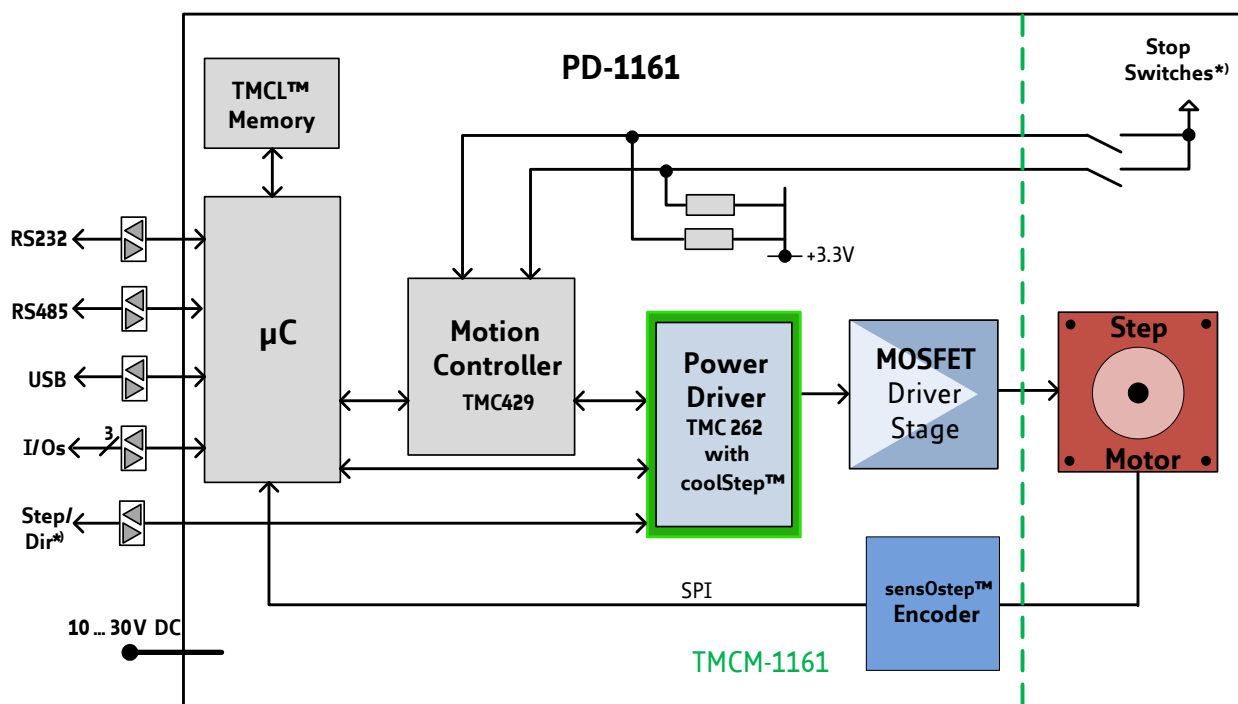 PD-1161
Stop
Switches*)
TMCL™
Memory
RS232
RS485
USB
I/Os
3
Step/
Dir*)
µC
Motion
Controller
TMC429
+3.3V
Power
Driver
TMC 262
with
coolStep™
MOSFET
Driver
Stage
Step
Motor
SPI
sensOstep™
Encoder
10 ... 30V DC
TMCM-1161